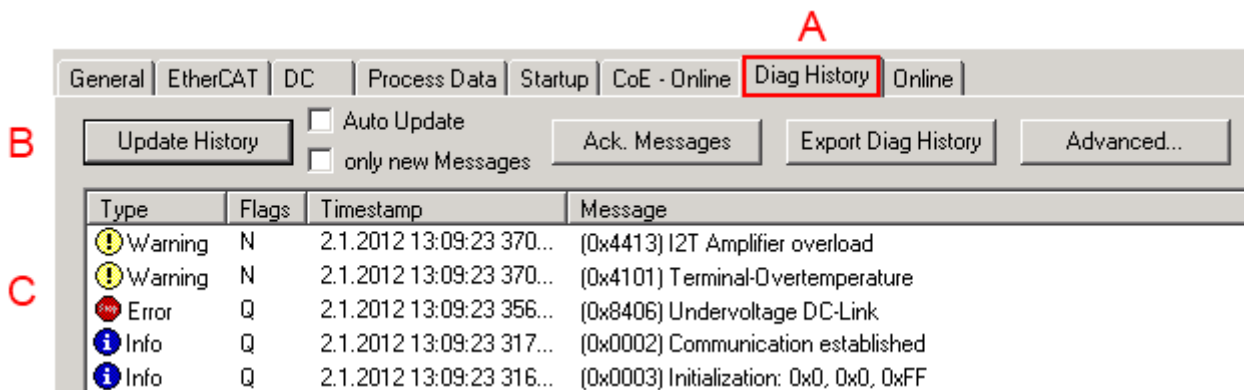 A
General EtherCAT DC Process Data Startup CoE - Online Diag History Online
B
Update History Auto Update Ack. Messages Export Diag History Advanced...
only new Messages
Type Flags Timestamp Message
C
Warning N 2.1.2012 13:09:23 370... (0x4413) I2T Amplifier overload
Warning N 2.1.2012 13:09:23 370... (0x4101) Terminal-Overtemperature
Error Q 2.1.2012 13:09:23 356... (0x8406) Undervoltage DC-Link
Info Q 2.1.2012 13:09:23 317... (0x0002) Communication established
Info Q 2.1.2012 13:09:23 316... (0x0003) Initialization: 0x0, 0x0, 0xFF